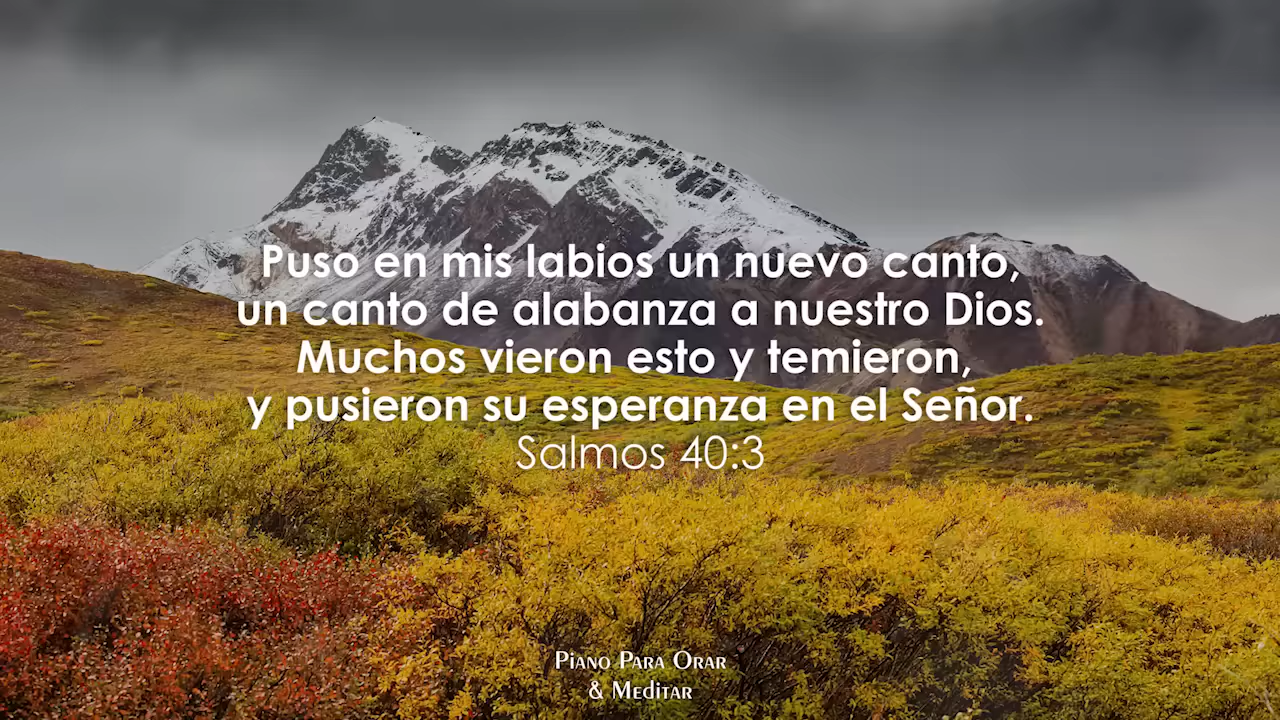 Puso en mis labios un nuevo canto,
un canto de alabanza a nuestro Dios.
Muchos vieron esto y temieron,
y pusieron su esperanza en el Señor.
Salmos 40:3
Piano Para Orar
& Meditar